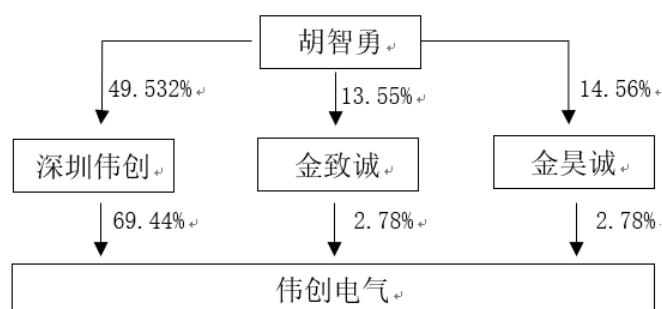 胡智勇
49.532%
13.55%
14.56%
深圳伟创
金致诚
金昊诚
69.44%
2.78%
2.78%
伟创电气